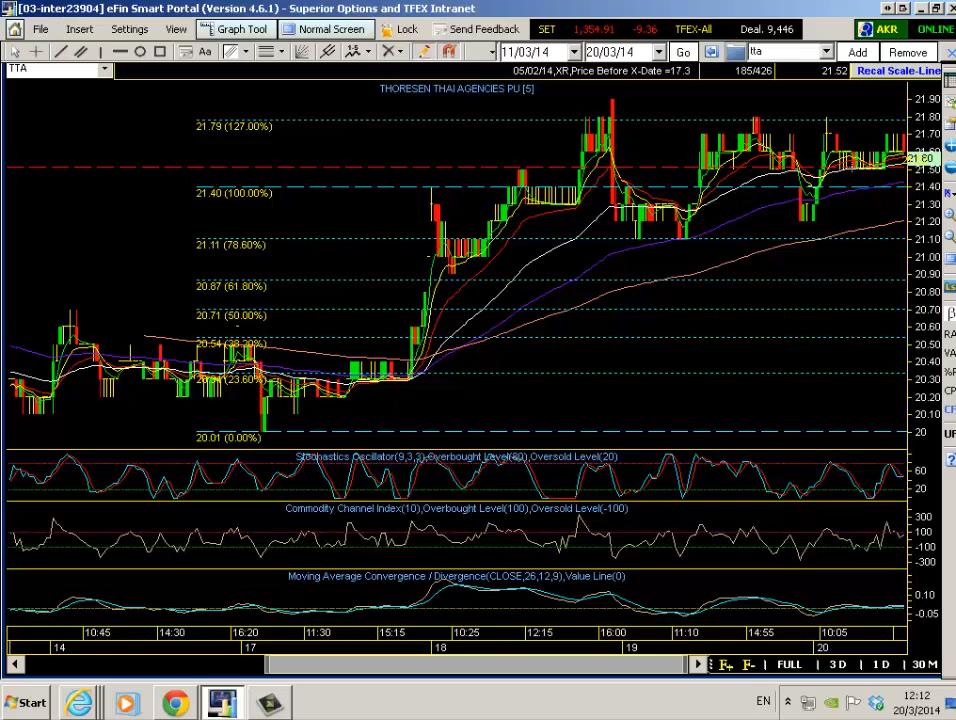 [03-inter23904] eFin Smart Portal (Version 4.6.1) - Superior Options and TFEX Intranet
File Insert Settings View Graph Tool Normal Screen Lock Send Feedback SET 1,354.91 -9.36 TFEX-All Deal. 9,446 AKR ONLINE
Aa 11/03/14 20/03/14 Go tta Add Remove
TTA 05/02/14,XR,Price Before X-Date =17.3 185/426 21.52 Recal Scale-Line
THORESEN THAI AGENCIES PU [5]
21.90
21.79 (127.00%) 21.80
21.70
21.60
21.50
21.40 (100.00%) 21.40
21.30
21.20
21.11 (78.60%) 21.10
21.00
20.90
20.87 (61.80%) 20.80
20.71 (50.00%) 20.70
20.60
20.54 (38.20%) 20.50
20.40
(23.60%) 20.30
20.20
20.10
20.01 (0.00%) 20
Stochastics Oscillator(9,3,3),Overbought Level(80),Oversold Level(20)
60
20
Commodity Channel Index(10),Overbought Level(100),Oversold Level(-100)
300
100
-100
-300
Moving Average Convergence / Divergence(CLOSE,26,12,9),Value Line(0)
0.10
-0.05
10:45 14:30 16:20 11:30 15:15 10:25 12:15 16:00 11:10 14:55 10:05
14 17 18 19 20
F+ F- FULL 3 D 1 D 30 M
Start EN 12:12
20/3/2014